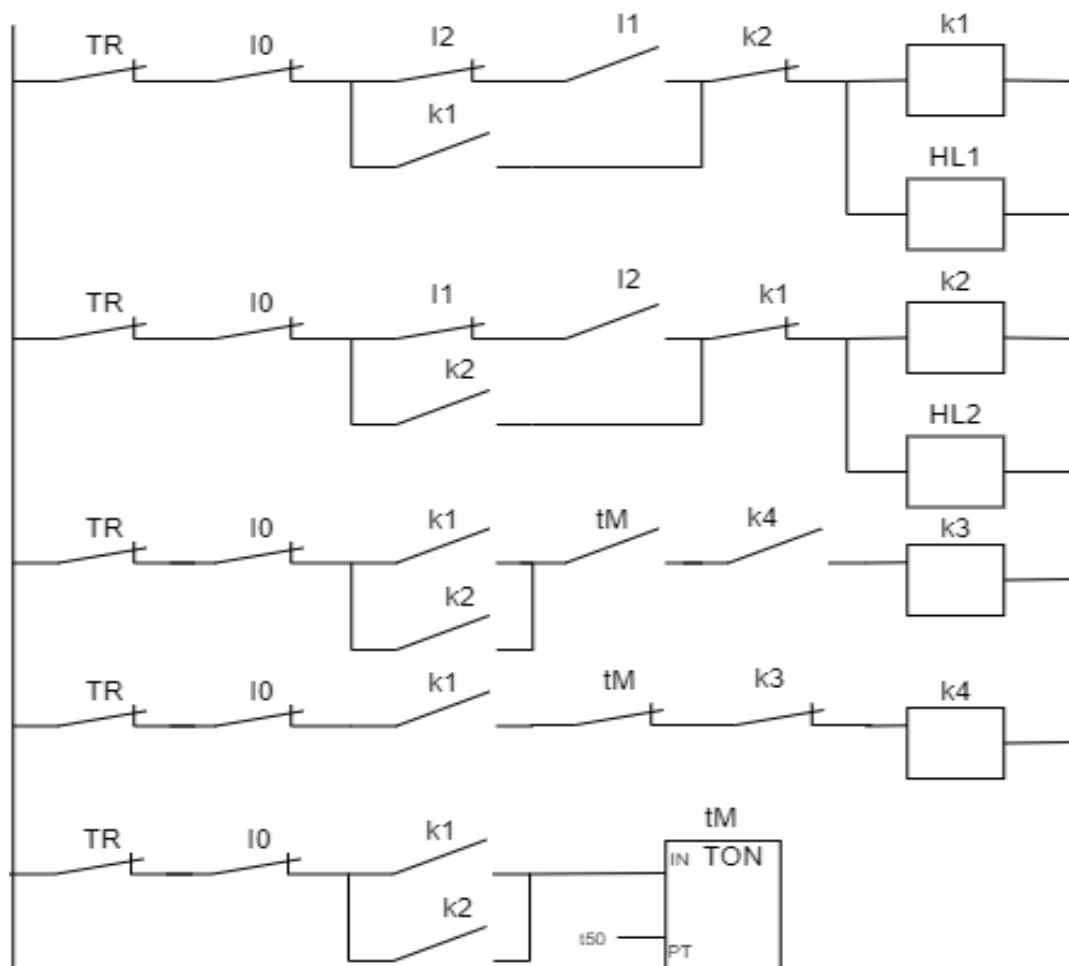 TR I0 I2 I1 k2 k1
k1
HL1
TR I0 I1 I2 k1 k2
k2
HL2
TR I0 k1 tM k4 k3
k2
TR I0 k1 tM k3 k4
TR I0 k1 tM
IN TON
k2
t50 PT